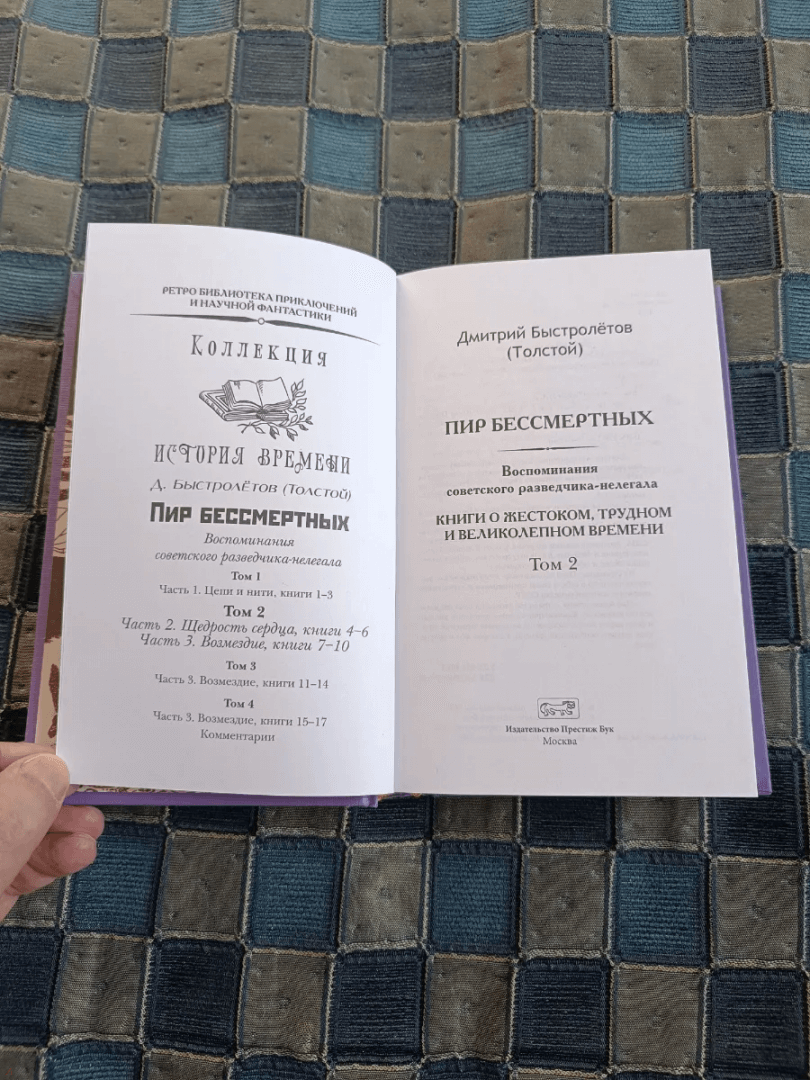 РЕТРО БИБЛИОТЕКА ПРИКЛЮЧЕНИЙ
И НАУЧНОЙ ФАНТАСТИКИ
Коллекция
ИСТОРИЯ ВРЕМЕНИ
Д. Быстролётов (Толстой)
Пир бессмертных
Воспоминания
советского разведчика-нелегала
Том 1
Часть 1. Цепи и нити, книги 1–3
Том 2
Часть 2. Щедрость сердца, книги 4–6
Часть 3. Возмездие, книги 7–10
Том 3
Часть 3. Возмездие, книги 11–14
Том 4
Часть 3. Возмездие, книги 15–17
Комментарии
Дмитрий Быстролётов
(Толстой)
ПИР БЕССМЕРТНЫХ
Воспоминания
советского разведчика-нелегала
КНИГИ О ЖЕСТОКОМ, ТРУДНОМ
И ВЕЛИКОЛЕПНОМ ВРЕМЕНИ
Том 2
Издательство Престиж Бук
Москва